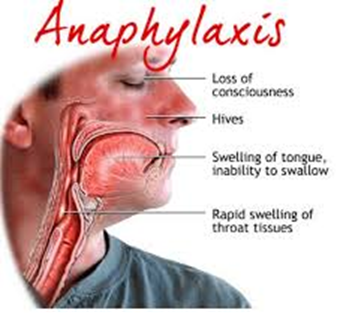 Anaphylaxis
Loss of
consciousness
Hives
Swelling of tongue,
inability to swallow
Rapid swelling of
throat tissues